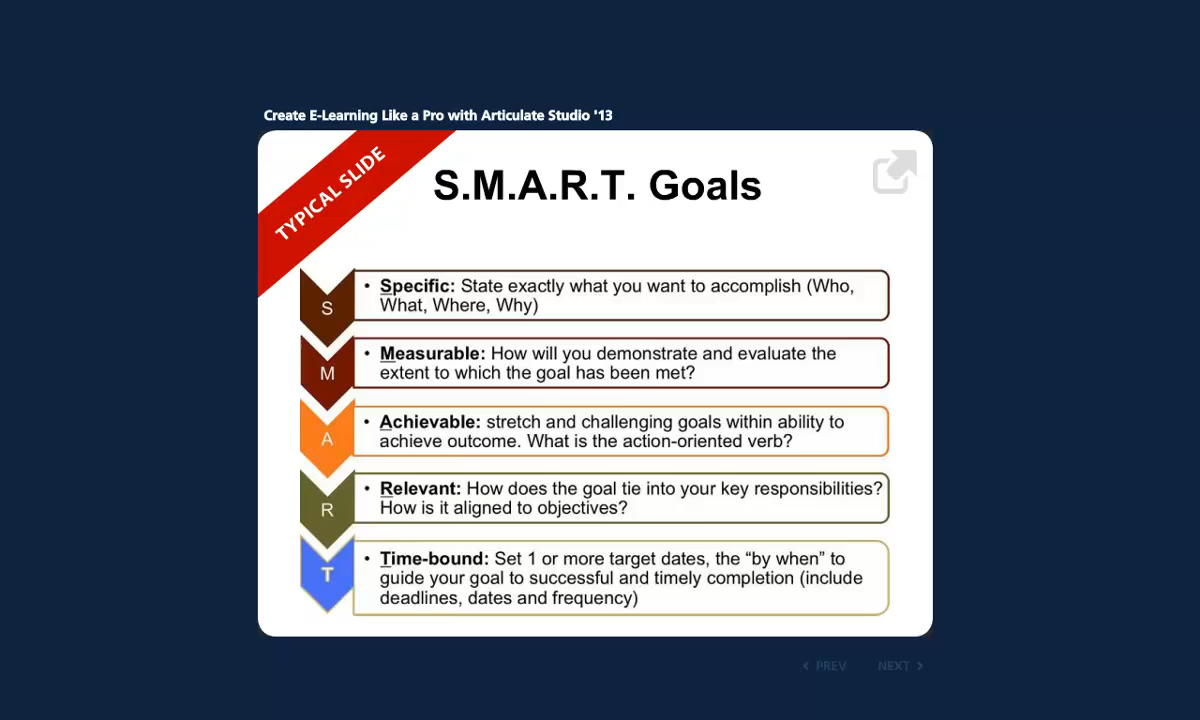 Create E-Learning Like a Pro with Articulate Studio '13
TYPICAL SLIDE
S.M.A.R.T. Goals
S
• Specific: State exactly what you want to accomplish (Who,
What, Where, Why)
M
• Measurable: How will you demonstrate and evaluate the
extent to which the goal has been met?
A
• Achievable: stretch and challenging goals within ability to
achieve outcome. What is the action-oriented verb?
R
• Relevant: How does the goal tie into your key responsibilities?
How is it aligned to objectives?
T
• Time-bound: Set 1 or more target dates, the “by when” to
guide your goal to successful and timely completion (include
deadlines, dates and frequency)
PREV NEXT